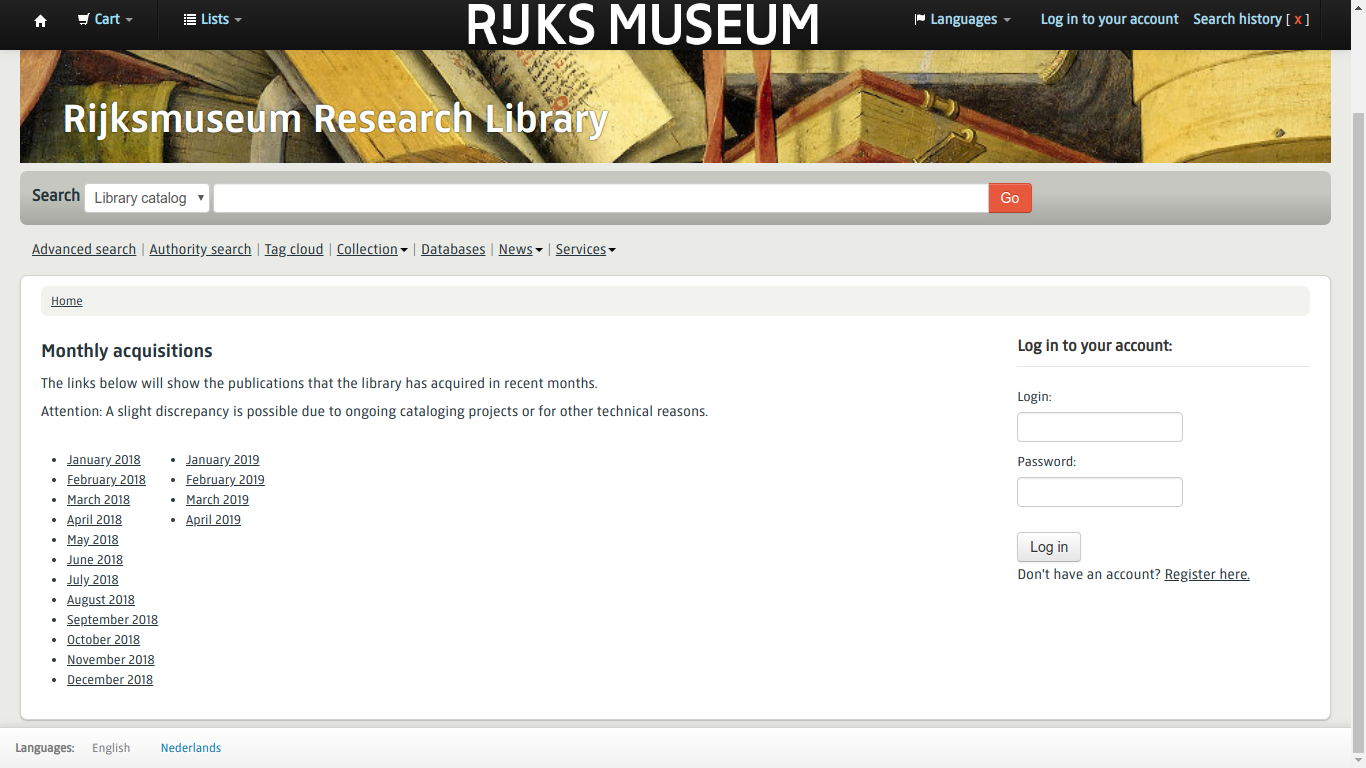 Cart Lists RIJKS MUSEUM Languages Log in to your account Search history [ x ]
Rijksmuseum Research Library
Search Library catalog Go
Advanced search | Authority search | Tag cloud | Collection | Databases | News | Services
Home
Monthly acquisitions
The links below will show the publications that the library has acquired in recent months.
Attention: A slight discrepancy is possible due to ongoing cataloging projects or for other technical reasons.
January 2018
February 2018
March 2018
April 2018
May 2018
June 2018
July 2018
August 2018
September 2018
October 2018
November 2018
December 2018
January 2019
February 2019
March 2019
April 2019
Log in to your account:
Login:
Password:
Log in
Don't have an account? Register here.
Languages: English Nederlands